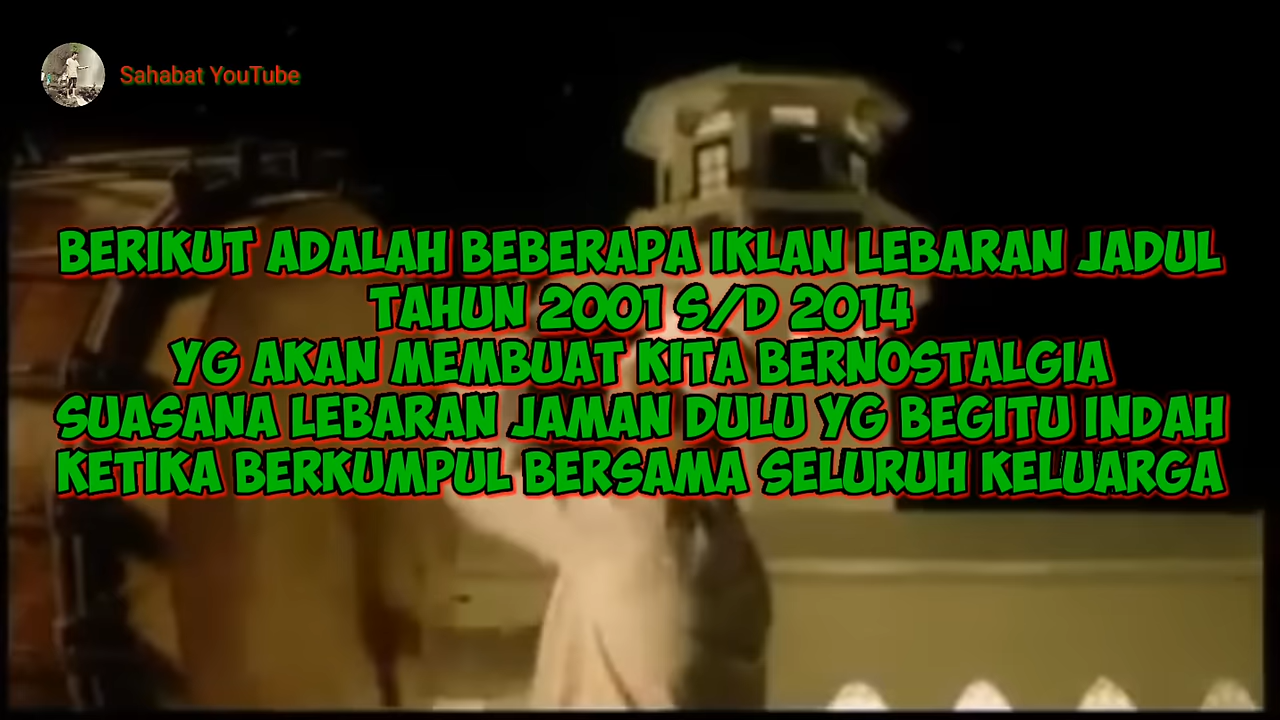 Sahabat YouTube
BERIKUT ADALAH BEBERAPA IKLAN LEBARAN JADUL
TAHUN 2001 S/D 2014
YG AKAN MEMBUAT KITA BERNOSTALGIA
SUASANA LEBARAN JAMAN DULU YG BEGITU INDAH
KETIKA BERKUMPUL BERSAMA SELURUH KELUARGA